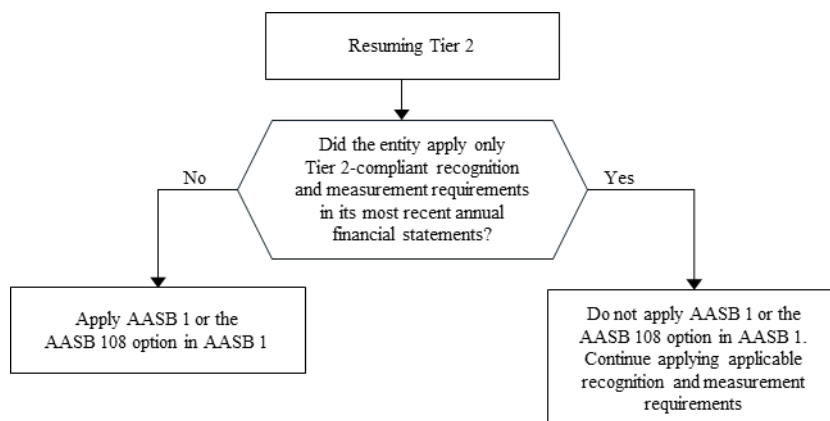 Resuming Tier 2
Did the entity apply only
Tier 2-compliant recognition
and measurement requirements
in its most recent annual
financial statements?
No
Yes
Apply AASB 1 or the
AASB 108 option in AASB 1
Do not apply AASB 1 or the
AASB 108 option in AASB 1.
Continue applying applicable
recognition and measurement
requirements